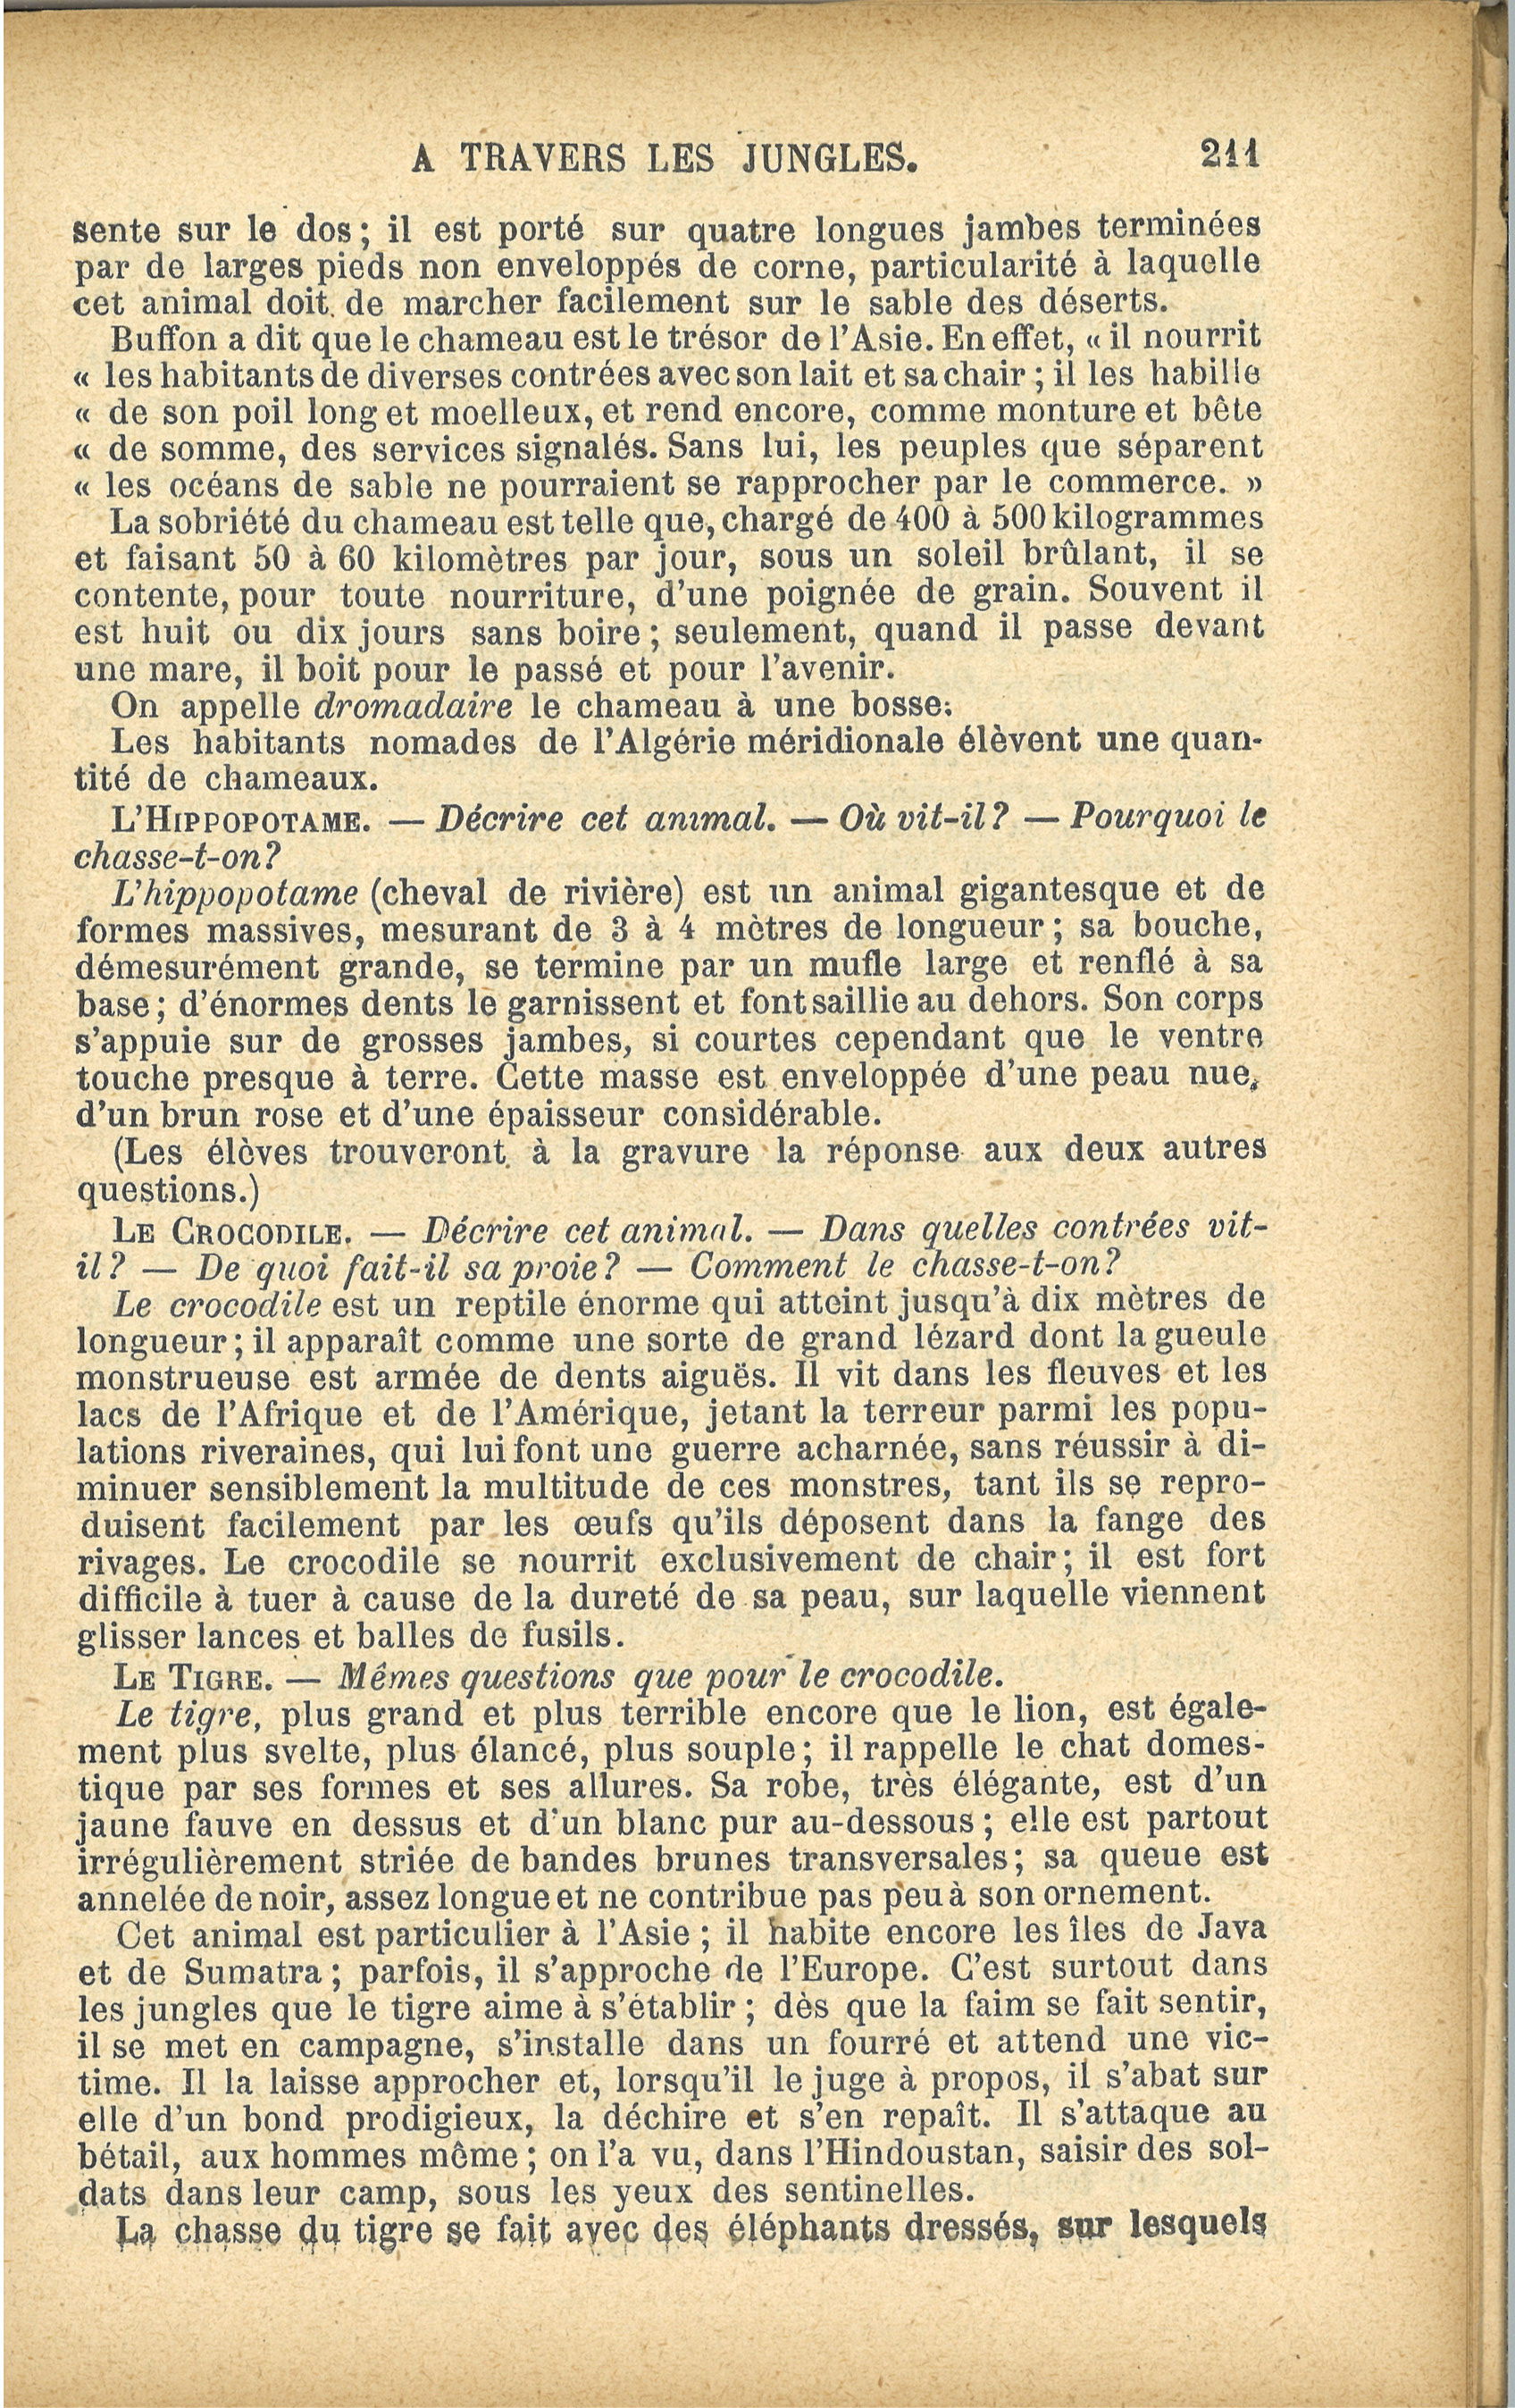 A TRAVERS LES JUNGLES. 211
sente sur le dos ; il est porté sur quatre longues jambes terminées
par de larges pieds non enveloppés de corne, particularité à laquelle
cet animal doit de marcher facilement sur le sable des déserts.
Buffon a dit que le chameau est le trésor de l'Asie. En effet, « il nourrit
« les habitants de diverses contrées avec son lait et sa chair ; il les habille
« de son poil long et moelleux, et rend encore, comme monture et bête
« de somme, des services signalés. Sans lui, les peuples que séparent
« les océans de sable ne pourraient se rapprocher par le commerce. »
La sobriété du chameau est telle que, chargé de 400 à 500 kilogrammes
et faisant 50 à 60 kilomètres par jour, sous un soleil brûlant, il se
contente, pour toute nourriture, d'une poignée de grain. Souvent il
est huit ou dix jours sans boire ; seulement, quand il passe devant
une mare, il boit pour le passé et pour l'avenir.
On appelle dromadaire le chameau à une bosse.
Les habitants nomades de l'Algérie méridionale élèvent une quan-
tité de chameaux.
L'HIPPOPOTAME. — Décrire cet animal. — Où vit-il? — Pourquoi le
chasse-t-on?
L'hippopotame (cheval de rivière) est un animal gigantesque et de
formes massives, mesurant de 3 à 4 mètres de longueur ; sa bouche,
démesurément grande, se termine par un mufle large et renflé à sa
base ; d'énormes dents le garnissent et font saillie au dehors. Son corps
s'appuie sur de grosses jambes, si courtes cependant que le ventre
touche presque à terre. Cette masse est enveloppée d'une peau nue,
d'un brun rose et d'une épaisseur considérable.
(Les élèves trouveront à la gravure la réponse aux deux autres
questions.)
LE CROCODILE. — Décrire cet animal. — Dans quelles contrées vit-
il? — De quoi fait-il sa proie? — Comment le chasse-t-on?
Le crocodile est un reptile énorme qui atteint jusqu'à dix mètres de
longueur ; il apparaît comme une sorte de grand lézard dont la gueule
monstrueuse est armée de dents aiguës. Il vit dans les fleuves et les
lacs de l'Afrique et de l'Amérique, jetant la terreur parmi les popu-
lations riveraines, qui lui font une guerre acharnée, sans réussir à di-
minuer sensiblement la multitude de ces monstres, tant ils se repro-
duisent facilement par les œufs qu'ils déposent dans la fange des
rivages. Le crocodile se nourrit exclusivement de chair ; il est fort
difficile à tuer à cause de la dureté de sa peau, sur laquelle viennent
glisser lances et balles de fusils.
LE TIGRE. — Mêmes questions que pour le crocodile.
Le tigre, plus grand et plus terrible encore que le lion, est égale-
ment plus svelte, plus élancé, plus souple ; il rappelle le chat domes-
tique par ses formes et ses allures. Sa robe, très élégante, est d'un
jaune fauve en dessus et d'un blanc pur au-dessous ; elle est partout
irrégulièrement striée de bandes brunes transversales ; sa queue est
annelée de noir, assez longue et ne contribue pas peu à son ornement.
Cet animal est particulier à l'Asie ; il habite encore les îles de Java
et de Sumatra ; parfois, il s'approche de l'Europe. C'est surtout dans
les jungles que le tigre aime à s'établir ; dès que la faim se fait sentir,
il se met en campagne, s'installe dans un fourré et attend une vic-
time. Il la laisse approcher et, lorsqu'il le juge à propos, il s'abat sur
elle d'un bond prodigieux, la déchire et s'en repaît. Il s'attaque au
bétail, aux hommes même ; on l'a vu, dans l'Hindoustan, saisir des sol-
dats dans leur camp, sous les yeux des sentinelles.
La chasse du tigre se fait avec des éléphants dressés, sur lesquels